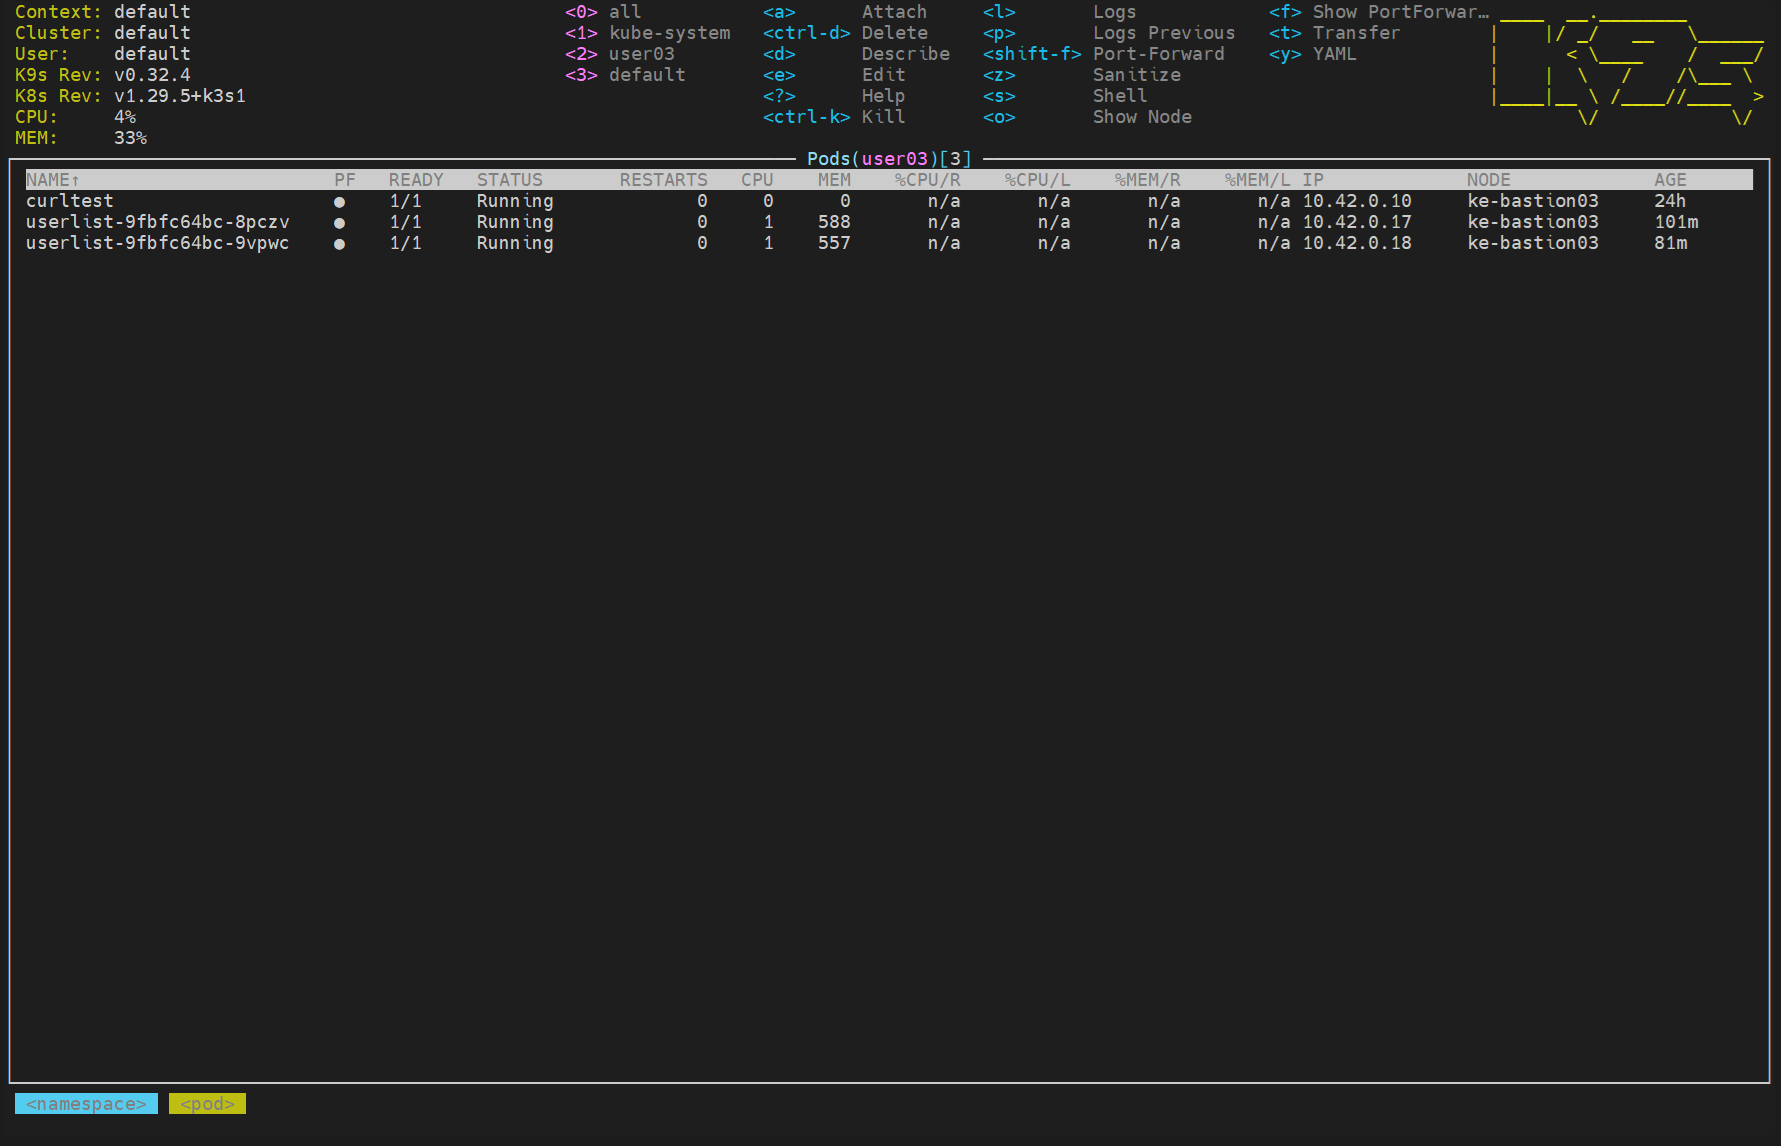 Context: default <0> all <a> Attach <l> Logs <f> Show PortForwar…
Cluster: default <1> kube-system <ctrl-d> Delete <p> Logs Previous <t> Transfer
User: default <2> user03 <d> Describe <shift-f> Port-Forward <y> YAML
K9s Rev: v0.32.4 <3> default <e> Edit <z> Sanitize
K8s Rev: v1.29.5+k3s1 <?> Help <s> Shell
CPU: 4% <ctrl-k> Kill <o> Show Node
MEM: 33%
Pods(user03)[3]
NAME↑ PF READY STATUS RESTARTS CPU MEM %CPU/R %CPU/L %MEM/R %MEM/L IP NODE AGE
curltest ● 1/1 Running 0 0 0 n/a n/a n/a n/a 10.42.0.10 ke-bastion03 24h
userlist-9fbfc64bc-8pczv ● 1/1 Running 0 1 588 n/a n/a n/a n/a 10.42.0.17 ke-bastion03 101m
userlist-9fbfc64bc-9vpwc ● 1/1 Running 0 1 557 n/a n/a n/a n/a 10.42.0.18 ke-bastion03 81m
<namespace> <pod>